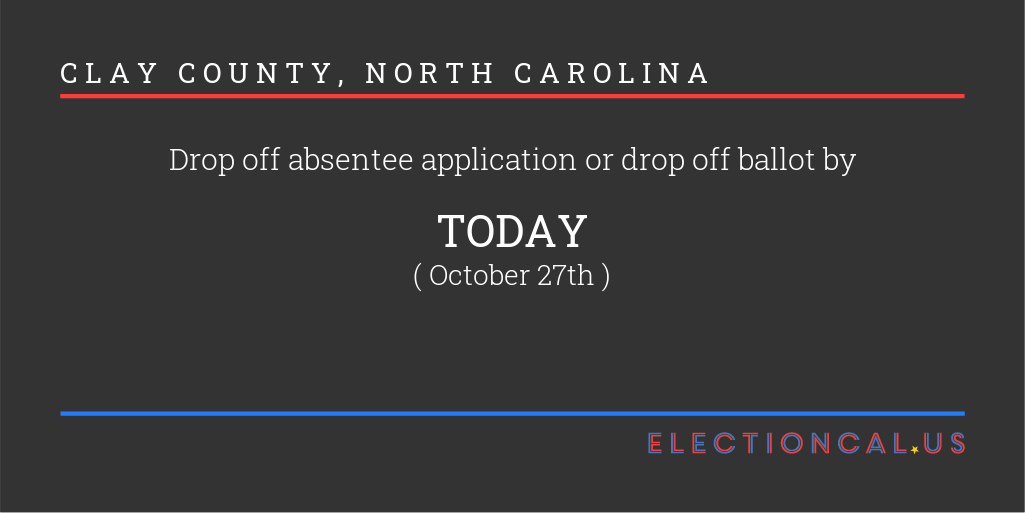 CLAY COUNTY, NORTH CAROLINA
Drop off absentee application or drop off ballot by
TODAY
( October 27th )
ELECTIONCAL.US